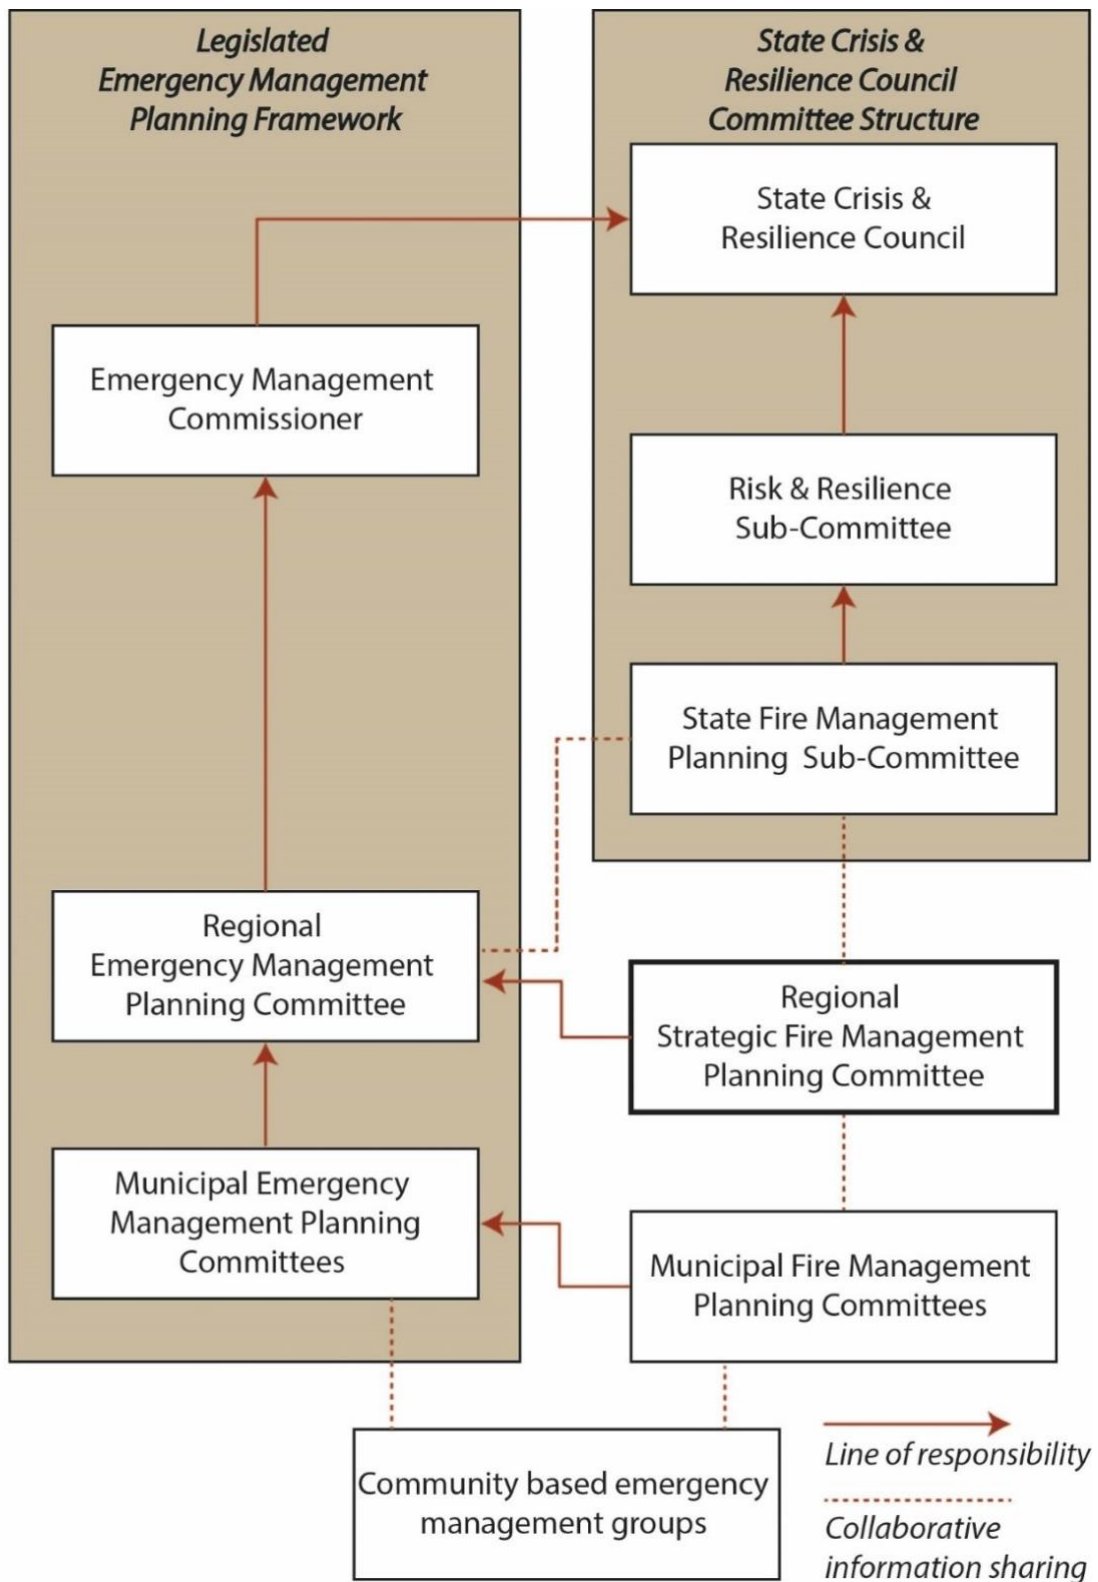 Legislated
Emergency Management
Planning Framework
State Crisis &
Resilience Council
Committee Structure
State Crisis &
Resilience Council
Emergency Management
Commissioner
Risk & Resilience
Sub-Committee
State Fire Management
Planning Sub-Committee
Regional
Emergency Management
Planning Committee
Regional
Strategic Fire Management
Planning Committee
Municipal Emergency
Management Planning
Committees
Municipal Fire Management
Planning Committees
Community based emergency
management groups
Line of responsibility
Collaborative
information sharing